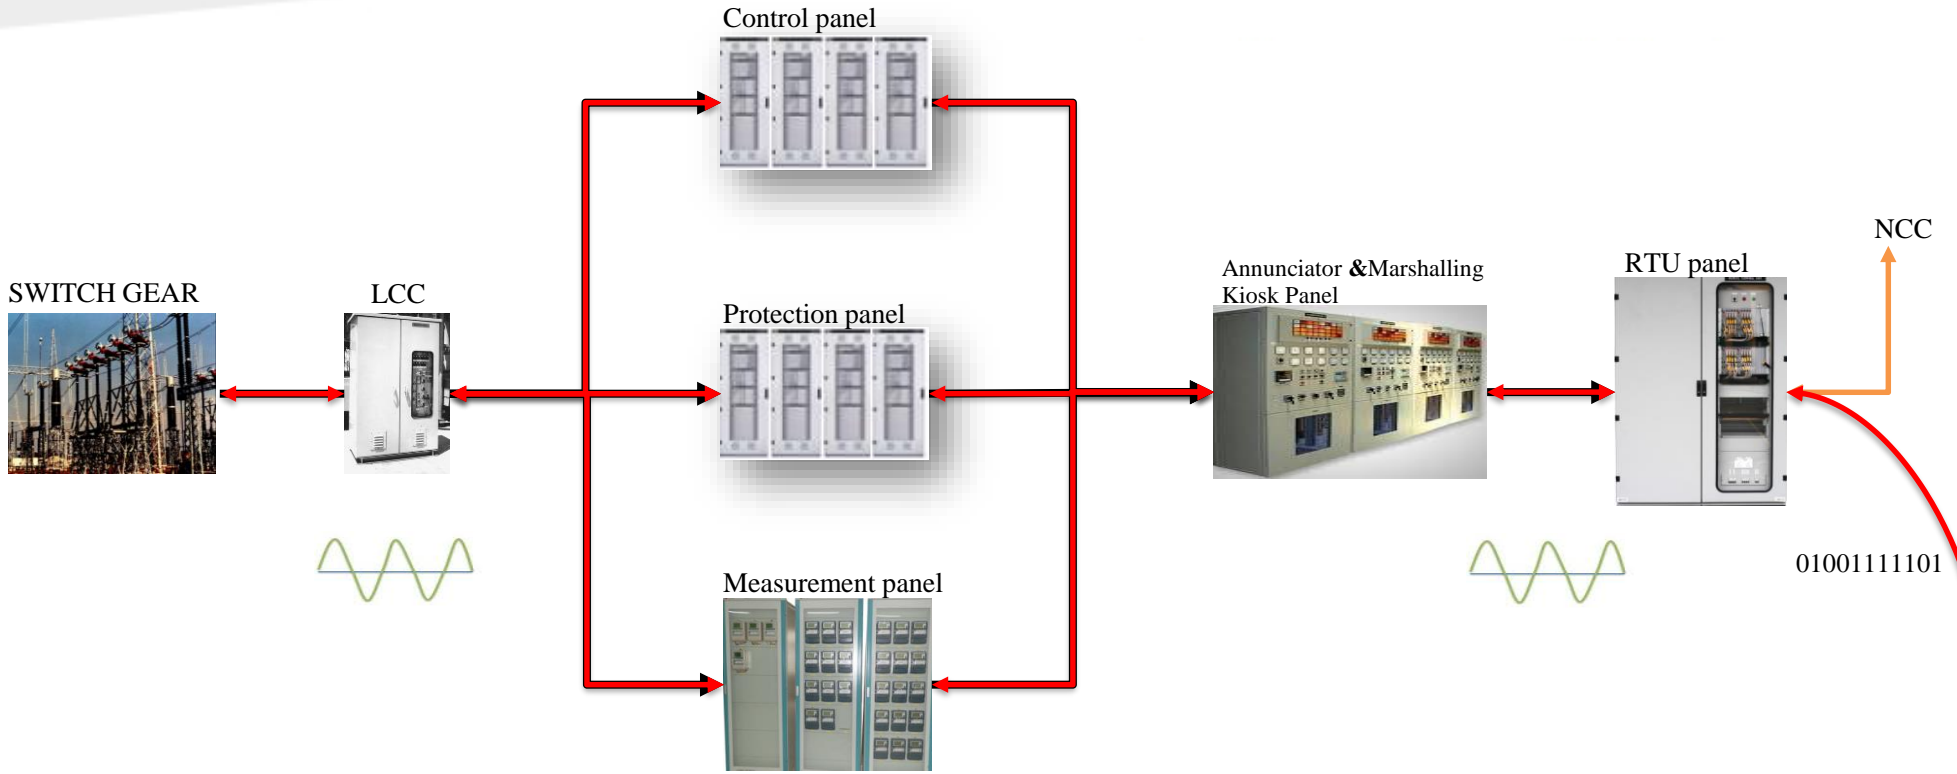 Control panel
SWITCH GEAR
LCC
Protection panel
Measurement panel
Annunciator &Marshalling
Kiosk Panel
RTU panel
NCC
01001111101